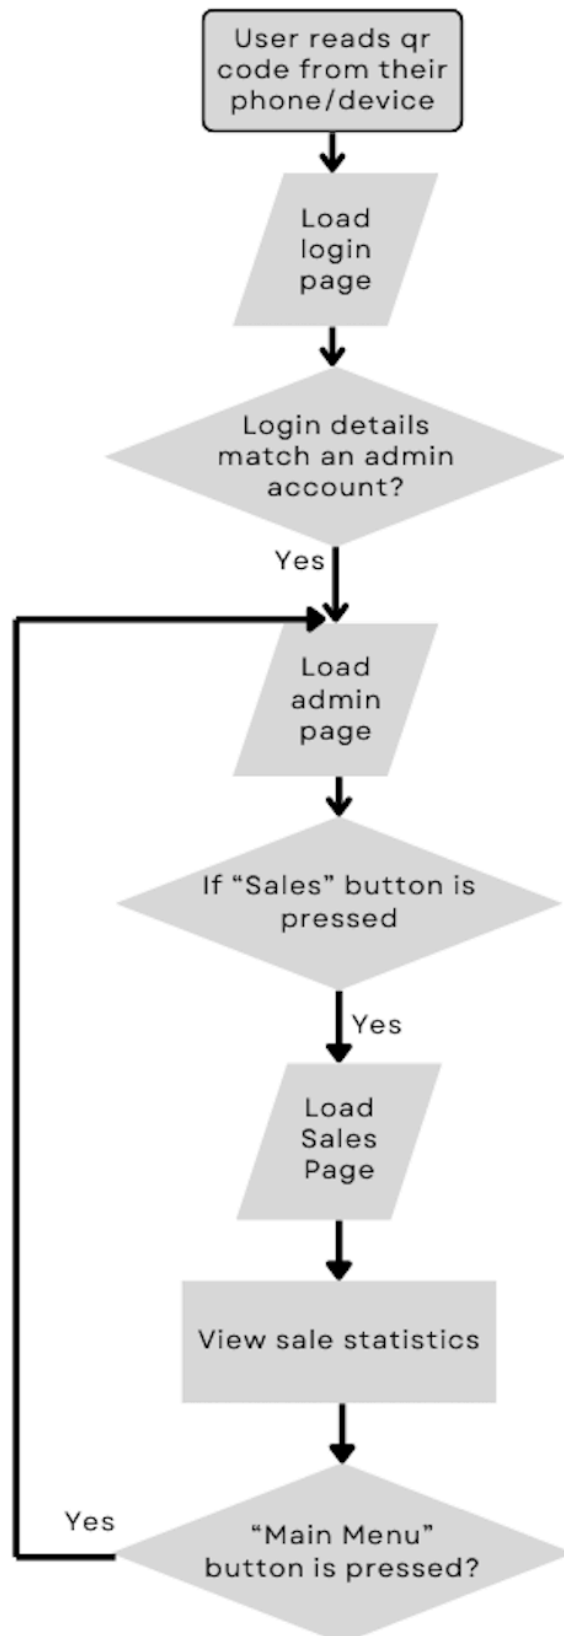 User reads qr
code from their
phone/device
Load
login
page
Login details
match an admin
account?
Yes
Load
admin
page
If “Sales” button is
pressed
Yes
Load
Sales
Page
View sale statistics
Yes
“Main Menu”
button is pressed?